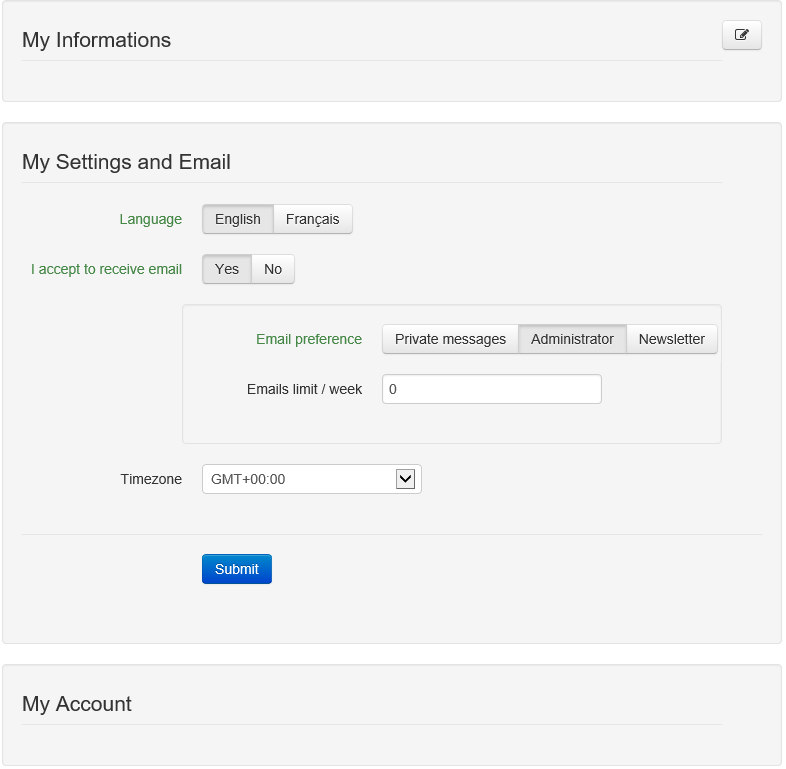 My Informations
My Settings and Email
Language English Français
I accept to receive email Yes No
Email preference Private messages Administrator Newsletter
Emails limit / week 0
Timezone GMT+00:00
Submit
My Account